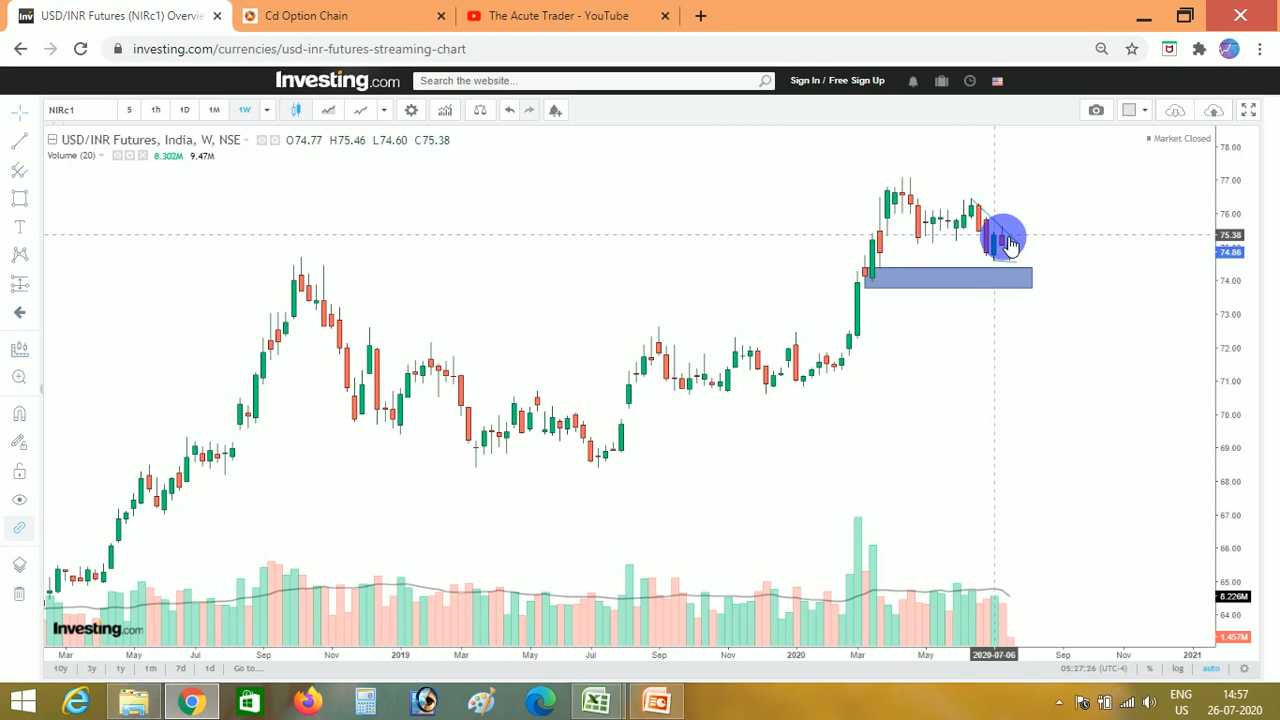 USD/INR Futures (NIRc1) Overvi
Cd Option Chain
The Acute Trader - YouTube
investing.com/currencies/usd-inr-futures-streaming-chart
Investing.com
Search the website...
Sign In / Free Sign Up
NIRc1
5
1h
1D
1M
1W
USD/INR Futures, India, W, NSE
O74.77 H75.46 L74.60 C75.38
Market Closed
Volume (20)
8.302M 9.47M
78.00
77.00
76.00
75.38
74.86
74.00
73.00
72.00
71.00
70.00
69.00
68.00
67.00
66.00
65.00
8.226M
64.00
1.457M
Investing.com
Mar May Jul Sep Nov 2019 Mar May Jul Sep Nov 2020 Mar May 2020-07-06 Sep Nov 2021
10y 3y 1y 1m 7d 1d Go to...
05:27:26 (UTC-4) % log auto
ENG
US
14:57
26-07-2020